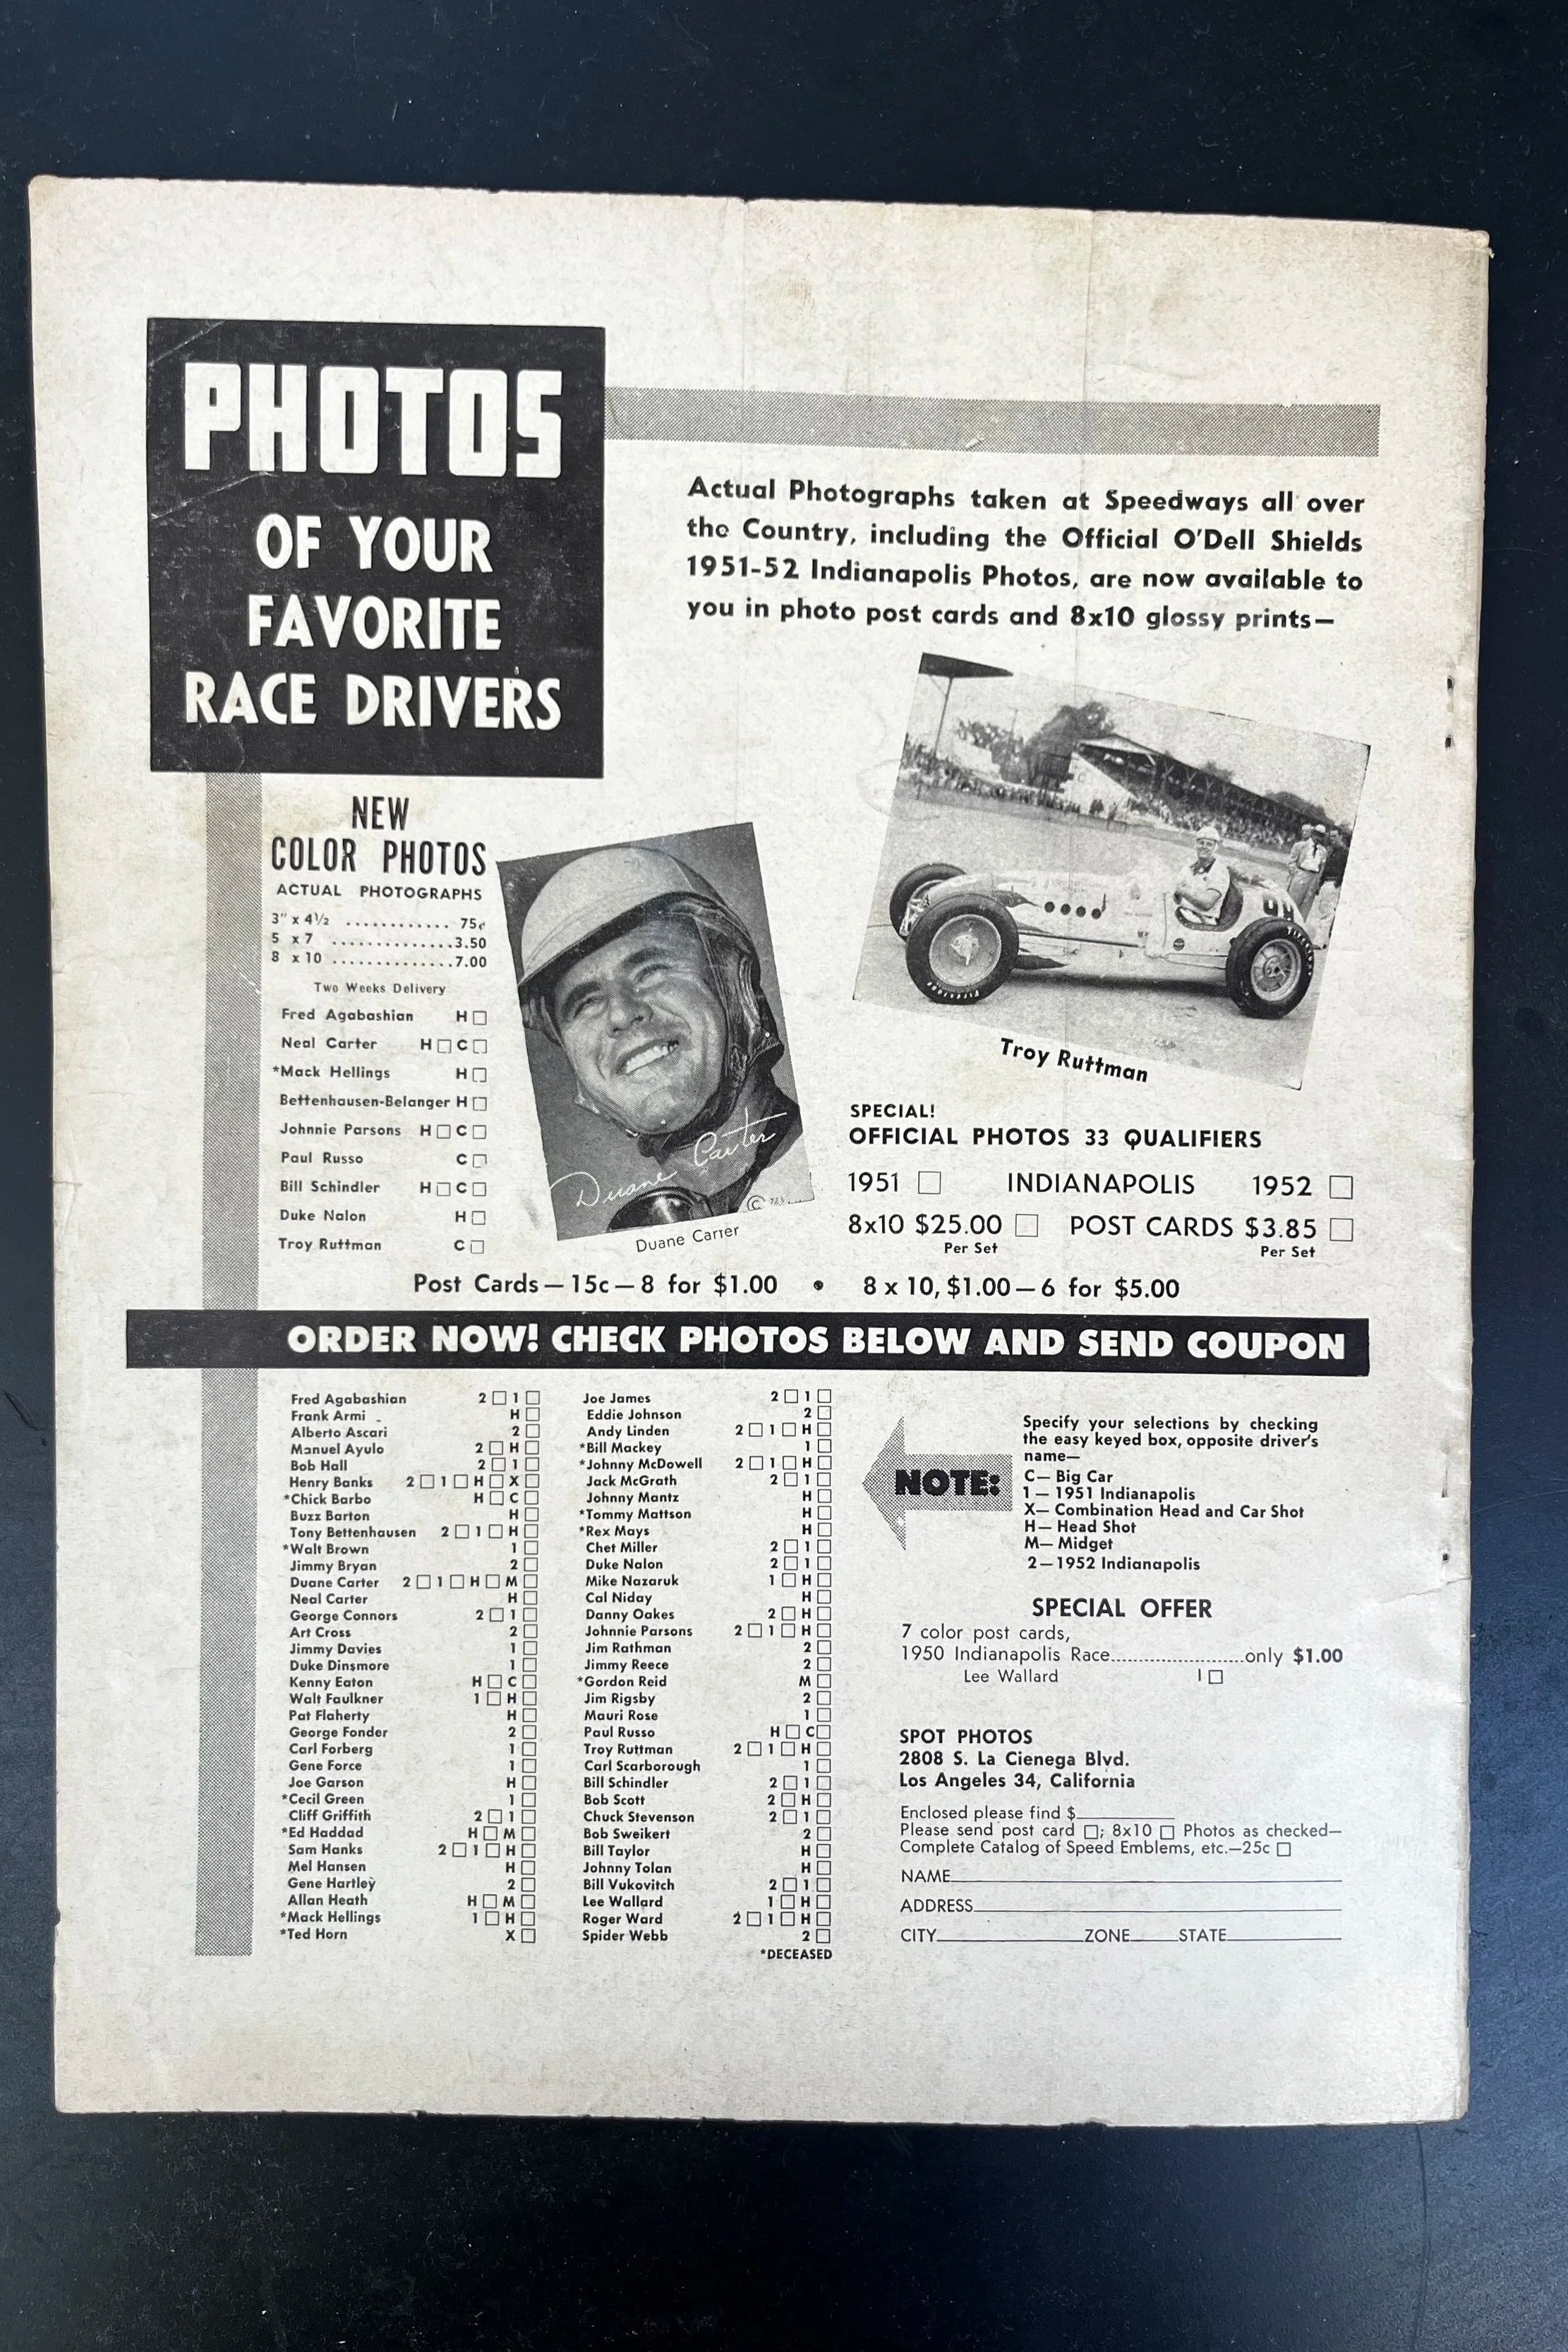 PHOTOS
OF YOUR
FAVORITE
RACE DRIVERS
Actual Photographs taken at Speedways all over
the Country, including the Official O'Dell Shields
1951-52 Indianapolis Photos, are now available to
you in photo post cards and 8x10 glossy prints—
NEW
COLOR PHOTOS
ACTUAL PHOTOGRAPHS
3" x 4½ ............ 75¢
5 x 7 ..............3.50
8 x 10 ..............7.00
Two Weeks Delivery
Fred Agabashian H □
Neal Carter H □ C □
*Mack Hellings H □
Bettenhausen-Belanger H □
Johnnie Parsons H □ C □
Paul Russo C □
Bill Schindler H □ C □
Duke Nalon H □
Troy Ruttman C □
Duane Carter
©
Duane Carter
Firestone
Firestone
Troy Ruttman
SPECIAL!
OFFICIAL PHOTOS 33 QUALIFIERS
1951 □ INDIANAPOLIS 1952 □
8x10 $25.00 □ POST CARDS $3.85 □
Per Set Per Set
Post Cards—15c—8 for $1.00 • 8 x 10, $1.00—6 for $5.00
ORDER NOW! CHECK PHOTOS BELOW AND SEND COUPON
Fred Agabashian 2 □ 1 □
Frank Armi H □
Alberto Ascari 2 □
Manuel Ayulo 2 □ H □
Bob Hall 2 □ 1 □
Henry Banks 2 □ 1 □ H □ X □
*Chick Barbo H □ C □
Buzz Barton H □
Tony Bettenhausen 2 □ 1 □ H □
*Walt Brown 1 □
Jimmy Bryan 2 □
Duane Carter 2 □ 1 □ H □ M □
Neal Carter H □
George Connors 2 □ 1 □
Art Cross 2 □
Jimmy Davies 1 □
Duke Dinsmore 1 □
Kenny Eaton H □ C □
Walt Faulkner 1 □ H □
Pat Flaherty H □
George Fonder 2 □
Carl Forberg 1 □
Gene Force 1 □
Joe Garson H □
*Cecil Green 1 □
Cliff Griffith 2 □ 1 □
*Ed Haddad H □ M □
Sam Hanks 2 □ 1 □ H □
Mel Hansen H □
Gene Hartley 2 □
Allan Heath H □ M □
*Mack Hellings 1 □ H □
*Ted Horn X □
Joe James 2 □ 1 □
Eddie Johnson 2 □
Andy Linden 2 □ 1 □ H □
*Bill Mackey 1 □
*Johnny McDowell 2 □ 1 □ H □
Jack McGrath 2 □ 1 □
Johnny Mantz H □
*Tommy Mattson H □
*Rex Mays H □
Chet Miller 2 □ 1 □
Duke Nalon 2 □ 1 □
Mike Nazaruk 1 □ H □
Cal Niday H □
Danny Oakes 2 □ H □
Johnnie Parsons 2 □ 1 □ H □
Jim Rathman 2 □
Jimmy Reece 2 □
*Gordon Reid M □
Jim Rigsby 2 □
Mauri Rose 1 □
Paul Russo H □ C □
Troy Ruttman 2 □ 1 □ H □
Carl Scarborough 1 □
Bill Schindler 2 □ 1 □
Bob Scott 2 □ H □
Chuck Stevenson 2 □ 1 □
Bob Sweikert 2 □
Bill Taylor H □
Johnny Tolan H □
Bill Vukovitch 2 □ 1 □
Lee Wallard 1 □ H □
Roger Ward 2 □ 1 □ H □
Spider Webb 2 □
*DECEASED
NOTE:
Specify your selections by checking
the easy keyed box, opposite driver's
name—
C— Big Car
1 — 1951 Indianapolis
X— Combination Head and Car Shot
H— Head Shot
M— Midget
2—1952 Indianapolis
SPECIAL OFFER
7 color post cards,
1950 Indianapolis Race........................only $1.00
Lee Wallard 1 □
SPOT PHOTOS
2808 S. La Cienega Blvd.
Los Angeles 34, California
Enclosed please find $__________
Please send post card □; 8x10 □ Photos as checked—
Complete Catalog of Speed Emblems, etc.—25c □
NAME__________
ADDRESS__________
CITY__________ZONE____STATE__________